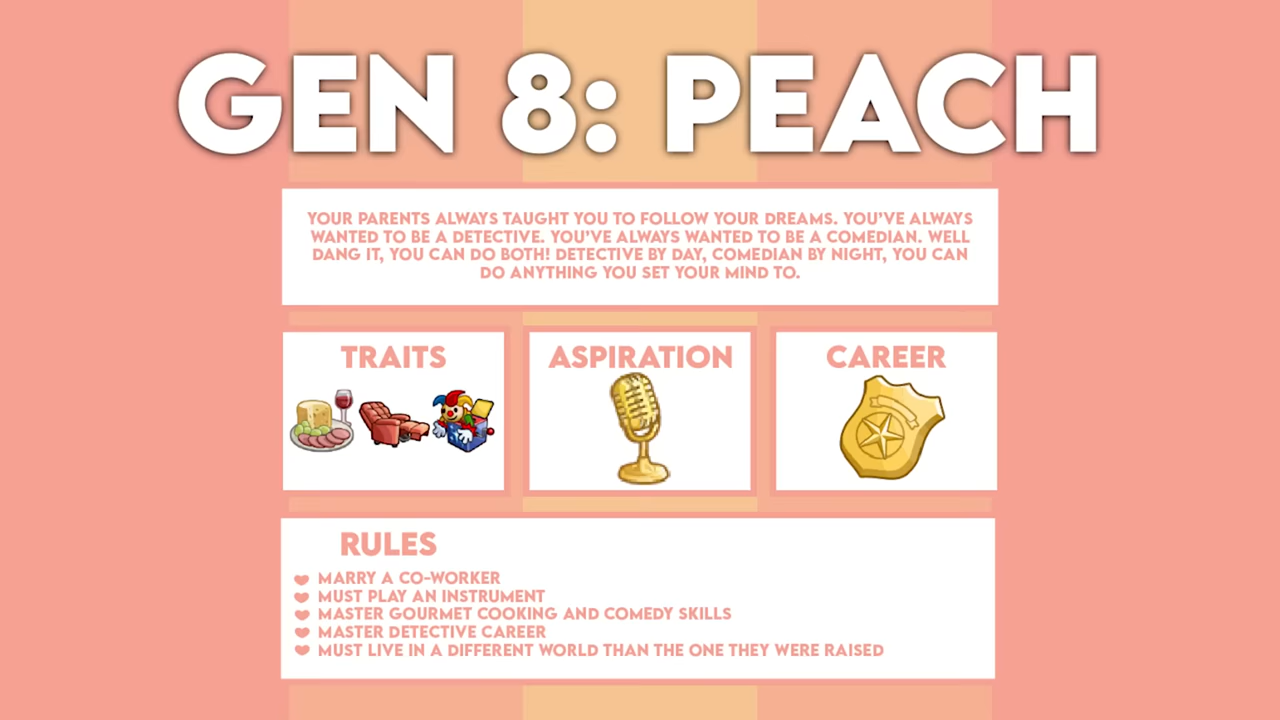 GEN 8: PEACH
YOUR PARENTS ALWAYS TAUGHT YOU TO FOLLOW YOUR DREAMS. YOU'VE ALWAYS
WANTED TO BE A DETECTIVE. YOU'VE ALWAYS WANTED TO BE A COMEDIAN. WELL
DANG IT, YOU CAN DO BOTH! DETECTIVE BY DAY, COMEDIAN BY NIGHT, YOU CAN
DO ANYTHING YOU SET YOUR MIND TO.
TRAITS
ASPIRATION
CAREER
RULES
MARRY A CO-WORKER
MUST PLAY AN INSTRUMENT
MASTER GOURMET COOKING AND COMEDY SKILLS
MASTER DETECTIVE CAREER
MUST LIVE IN A DIFFERENT WORLD THAN THE ONE THEY WERE RAISED